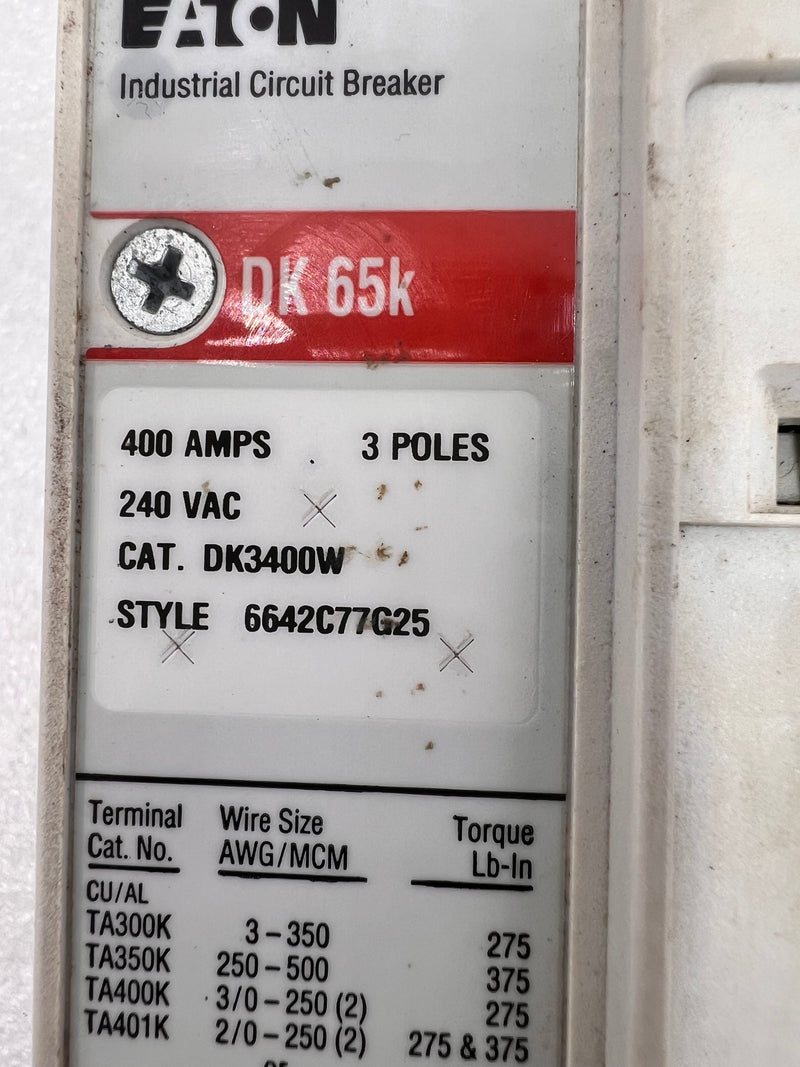 EATON
Industrial Circuit Breaker
DK 65k
400 AMPS 3 POLES
240 VAC
CAT. DK3400W
STYLE 6642C77G25
Terminal Wire Size Torque
Cat. No. AWG/MCM Lb-In
CU/AL
TA300K 3–350 275
TA350K 250–500 375
TA400K 3/0–250 (2) 275
TA401K 2/0–250 (2) 275 & 375